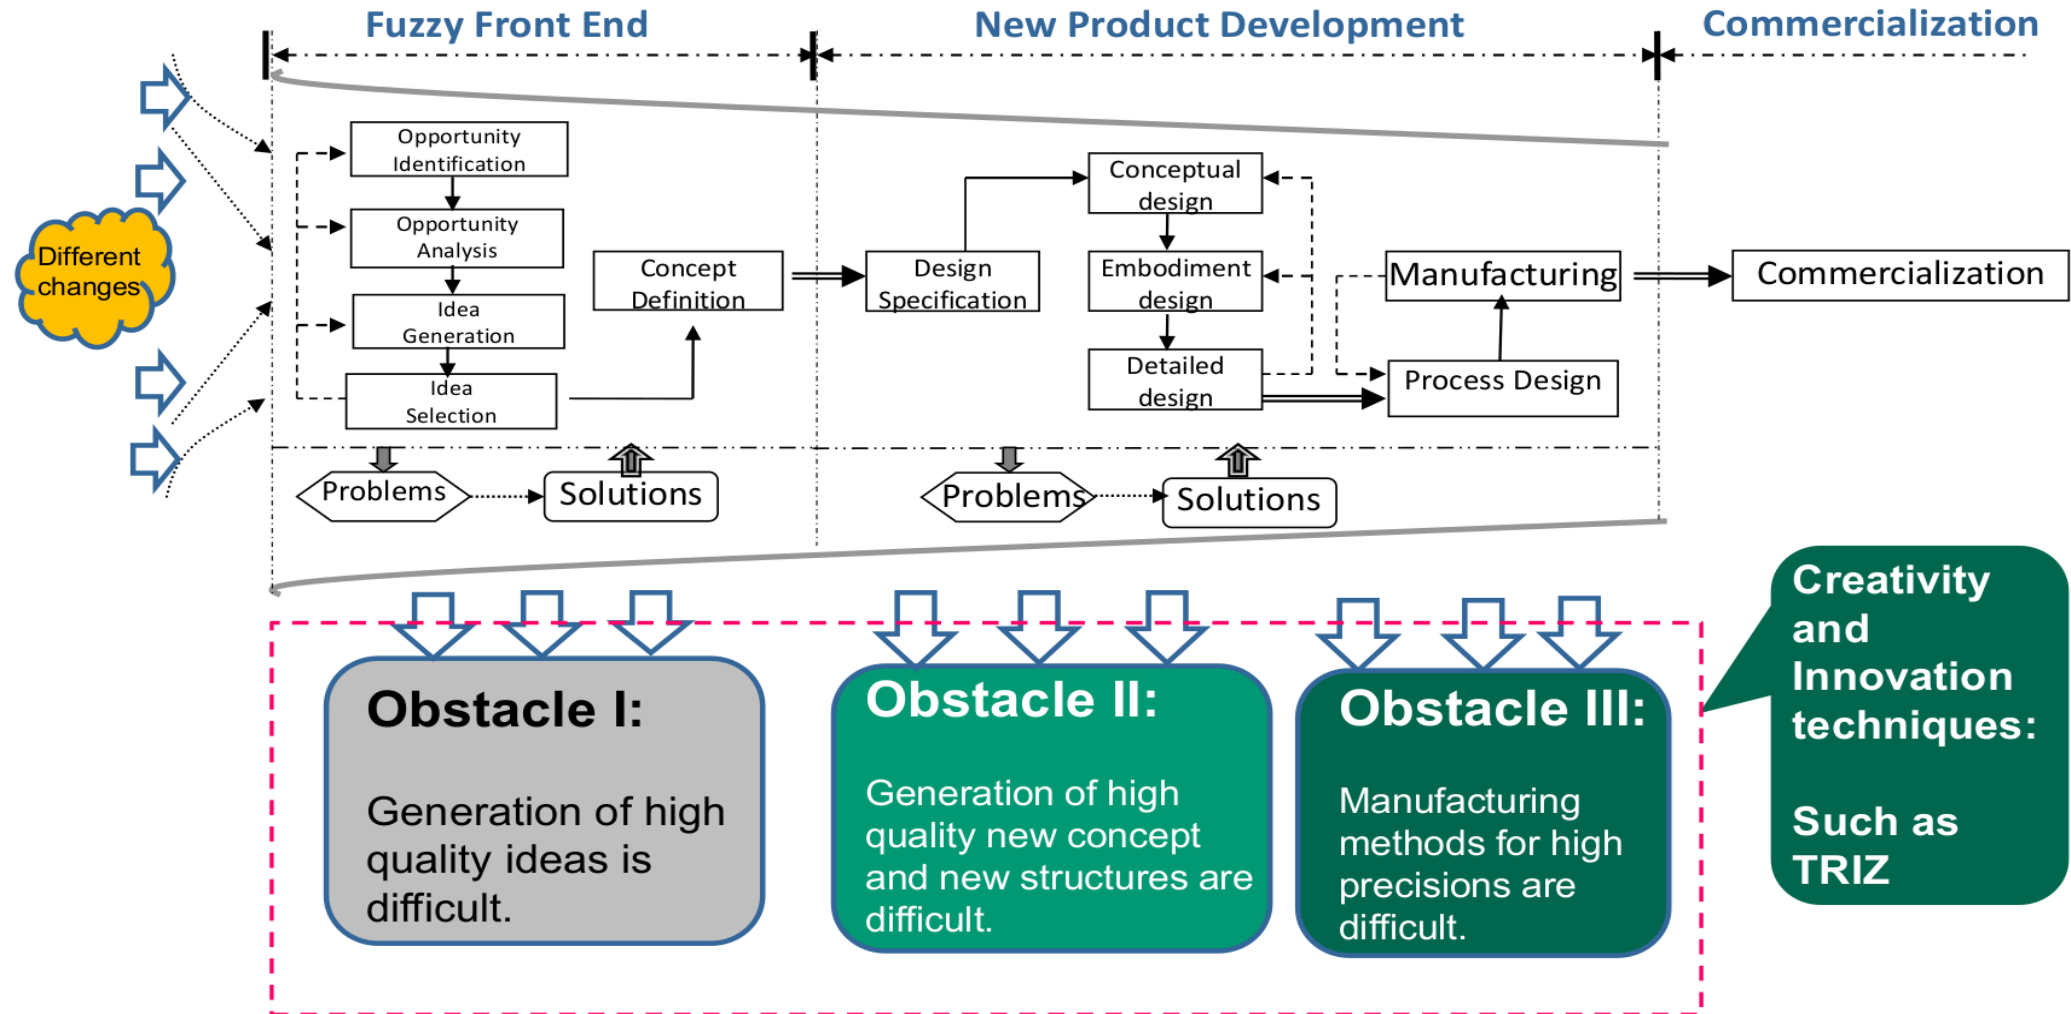 Fuzzy Front End
New Product Development
Commercialization
Different
changes
Opportunity
Identification
Opportunity
Analysis
Idea
Generation
Idea
Selection
Concept
Definition
Design
Specification
Conceptual
design
Embodiment
design
Detailed
design
Manufacturing
Process Design
Commercialization
Problems
Solutions
Problems
Solutions
Obstacle I:
Generation of high
quality ideas is
difficult.
Obstacle II:
Generation of high
quality new concept
and new structures are
difficult.
Obstacle III:
Manufacturing
methods for high
precisions are
difficult.
Creativity
and
Innovation
techniques:
Such as
TRIZ